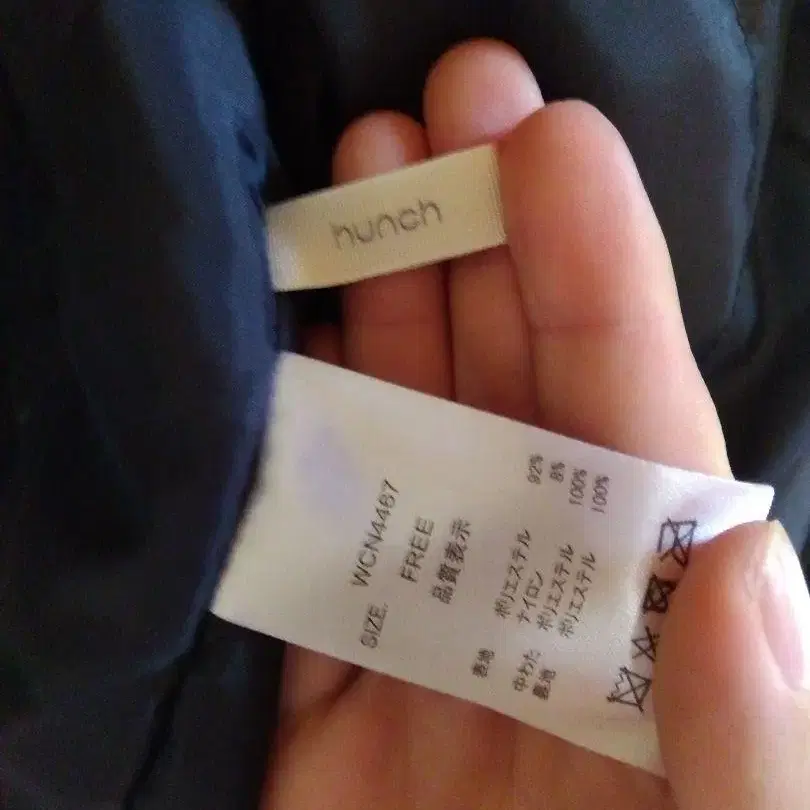 hunch
WCN4467
SIZE. FREE
品質表示
表地 ポリエステル 92%
ナイロン 8%
中わた ポリエステル 100%
裏地 ポリエステル 100%